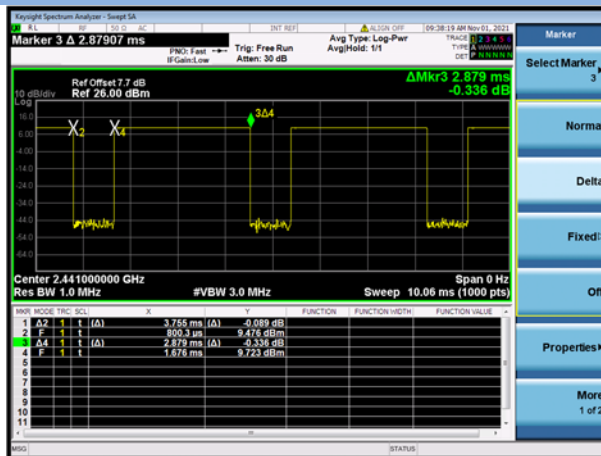 Keysight Spectrum Analyzer - Swept SA
RL RF 50 Ω AC INT REF ALIGN OFF 09:38:19 AM Nov 01, 2021
Marker 3 Δ 2.87907 ms
PNO: Fast
IFGain:Low
Trig: Free Run
Atten: 30 dB
Avg Type: Log-Pwr
Avg|Hold: 1/1
TRACE 1 2 3 4 5 6
TYPE A WWWWW
DET P N N N N N
Ref Offset 7.7 dB
Ref 26.00 dBm
10 dB/div
Log
ΔMkr3 2.879 ms
-0.336 dB
16.0
6.00
-4.00
-14.0
-24.0
-34.0
-44.0
-54.0
-64.0
2
4
3Δ4
Center 2.441000000 GHz
Span 0 Hz
Res BW 1.0 MHz
#VBW 3.0 MHz
Sweep 10.06 ms (1000 pts)
MKR MODE TRC SCL X Y FUNCTION FUNCTION WIDTH FUNCTION VALUE
1 Δ2 1 t (Δ) 3.755 ms (Δ) -0.089 dB
2 F 1 t 800.3 µs 9.476 dBm
3 Δ4 1 t (Δ) 2.879 ms (Δ) -0.336 dB
4 F 1 t 1.676 ms 9.723 dBm
5
6
7
8
9
10
11
MSG
STATUS
Marker
Select Marker
3
Norma
Delta
Fixed
Of
Properties
More
1 of 2